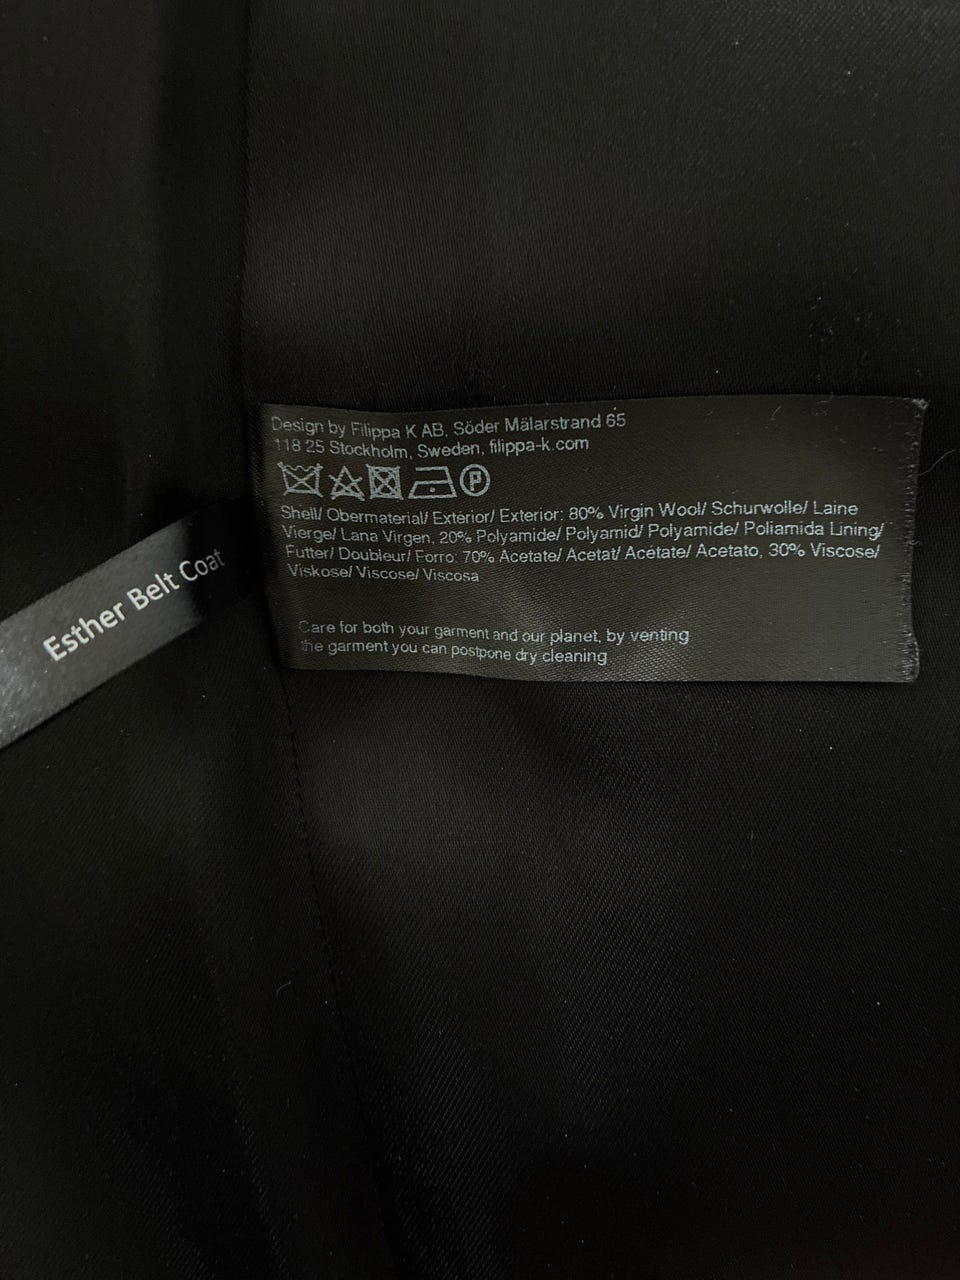 Design by Filippa K AB, Söder Mälarstrand 65
118 25 Stockholm, Sweden, filippa-k.com
P
Shell/ Obermaterial/ Extérior/ Exterior: 80% Virgin Wool/ Schurwolle/ Laine
Vierge/ Lana Virgen, 20% Polyamide/ Polyamid/ Polyamide/ Poliamida Lining/
Futter/ Doubleur/ Forro: 70% Acetate/ Acetat/ Acétate/ Acetato, 30% Viscose/
Viskose/ Viscose/ Viscosa
Care for both your garment and our planet, by venting
the garment you can postpone dry cleaning
Esther Belt Coat